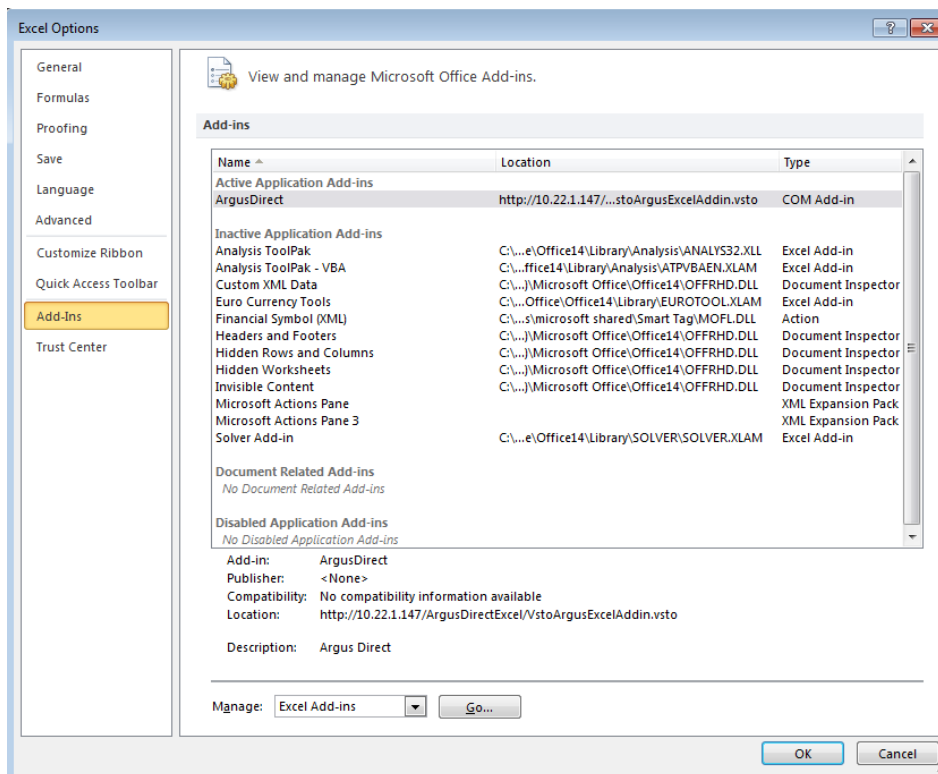 Excel Options
General
Formulas
Proofing
Save
Language
Advanced
Customize Ribbon
Quick Access Toolbar
Add-Ins
Trust Center
View and manage Microsoft Office Add-ins.
Add-ins
Name Location Type
Active Application Add-ins
ArgusDirect http://10.22.1.147/...stoArgusExcelAddin.vsto COM Add-in
Inactive Application Add-ins
Analysis ToolPak C:\...e\Office14\Library\Analysis\ANALYS32.XLL Excel Add-in
Analysis ToolPak - VBA C:\...ffice14\Library\Analysis\ATPVBAEN.XLAM Excel Add-in
Custom XML Data C:\...)\Microsoft Office\Office14\OFFRHD.DLL Document Inspector
Euro Currency Tools C:\...Office\Office14\Library\EUROTOOL.XLAM Excel Add-in
Financial Symbol (XML) C:\...s\microsoft shared\Smart Tag\MOFL.DLL Action
Headers and Footers C:\...)\Microsoft Office\Office14\OFFRHD.DLL Document Inspector
Hidden Rows and Columns C:\...)\Microsoft Office\Office14\OFFRHD.DLL Document Inspector
Hidden Worksheets C:\...)\Microsoft Office\Office14\OFFRHD.DLL Document Inspector
Invisible Content C:\...)\Microsoft Office\Office14\OFFRHD.DLL Document Inspector
Microsoft Actions Pane XML Expansion Pack
Microsoft Actions Pane 3 XML Expansion Pack
Solver Add-in C:\...e\Office14\Library\SOLVER\SOLVER.XLAM Excel Add-in
Document Related Add-ins
No Document Related Add-ins
Disabled Application Add-ins
No Disabled Application Add-ins
Add-in: ArgusDirect
Publisher: <None>
Compatibility: No compatibility information available
Location: http://10.22.1.147/ArgusDirectExcel/VstoArgusExcelAddin.vsto
Description: Argus Direct
Manage: Excel Add-ins Go...
OK Cancel